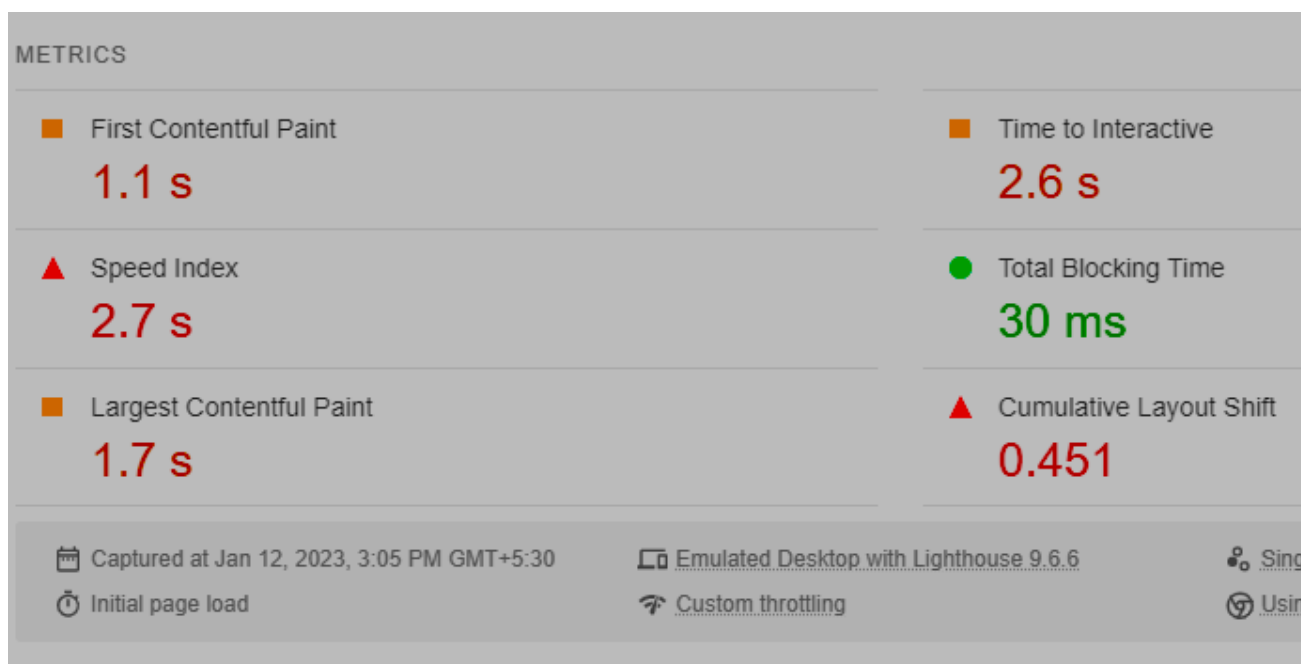 METRICS
First Contentful Paint
1.1 s
Time to Interactive
2.6 s
Speed Index
2.7 s
Total Blocking Time
30 ms
Largest Contentful Paint
1.7 s
Cumulative Layout Shift
0.451
Captured at Jan 12, 2023, 3:05 PM GMT+5:30
Emulated Desktop with Lighthouse 9.6.6
Initial page load
Custom throttling